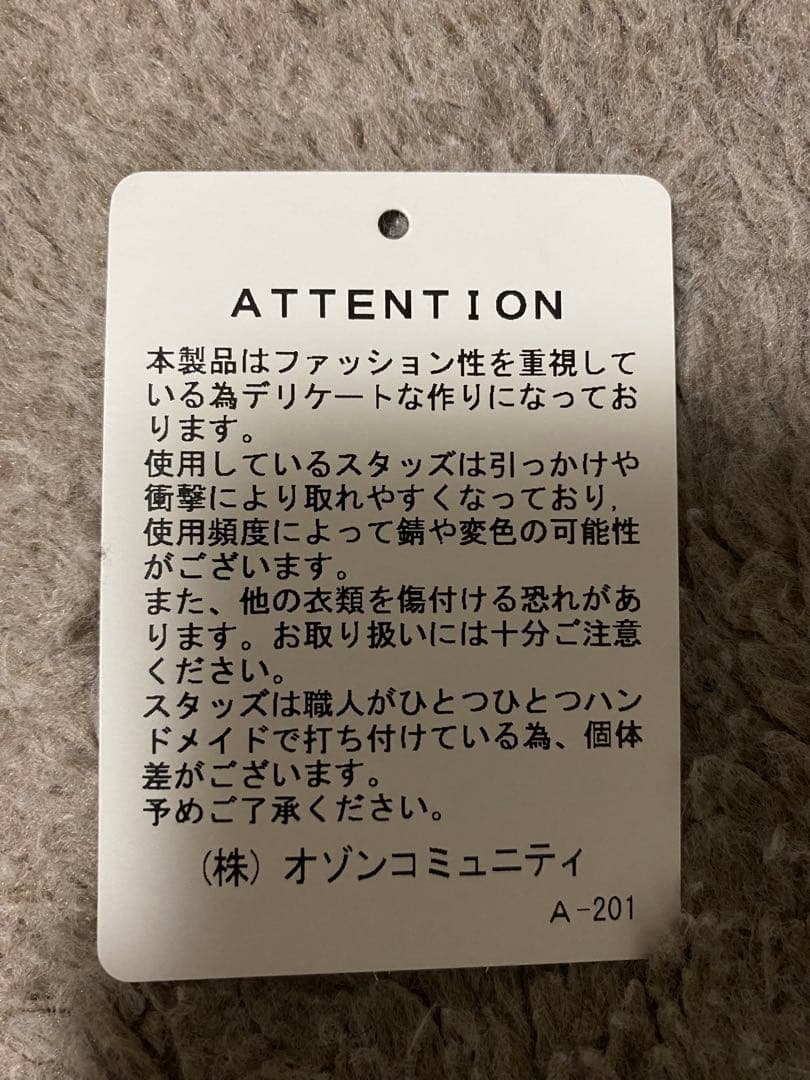 ATTENTION
本製品はファッション性を重視して
いる為デリケートな作りになってお
ります。
使用しているスタッズは引っかけや
衝撃により取れやすくなっており,
使用頻度によって錆や変色の可能性
がございます。
また、他の衣類を傷付ける恐れがあ
ります。お取り扱いには十分ご注意
ください。
スタッズは職人がひとつひとつハン
ドメイドで打ち付けている為、個体
差がございます。
予めご了承ください。
(株) オゾンコミュニティ
A-201